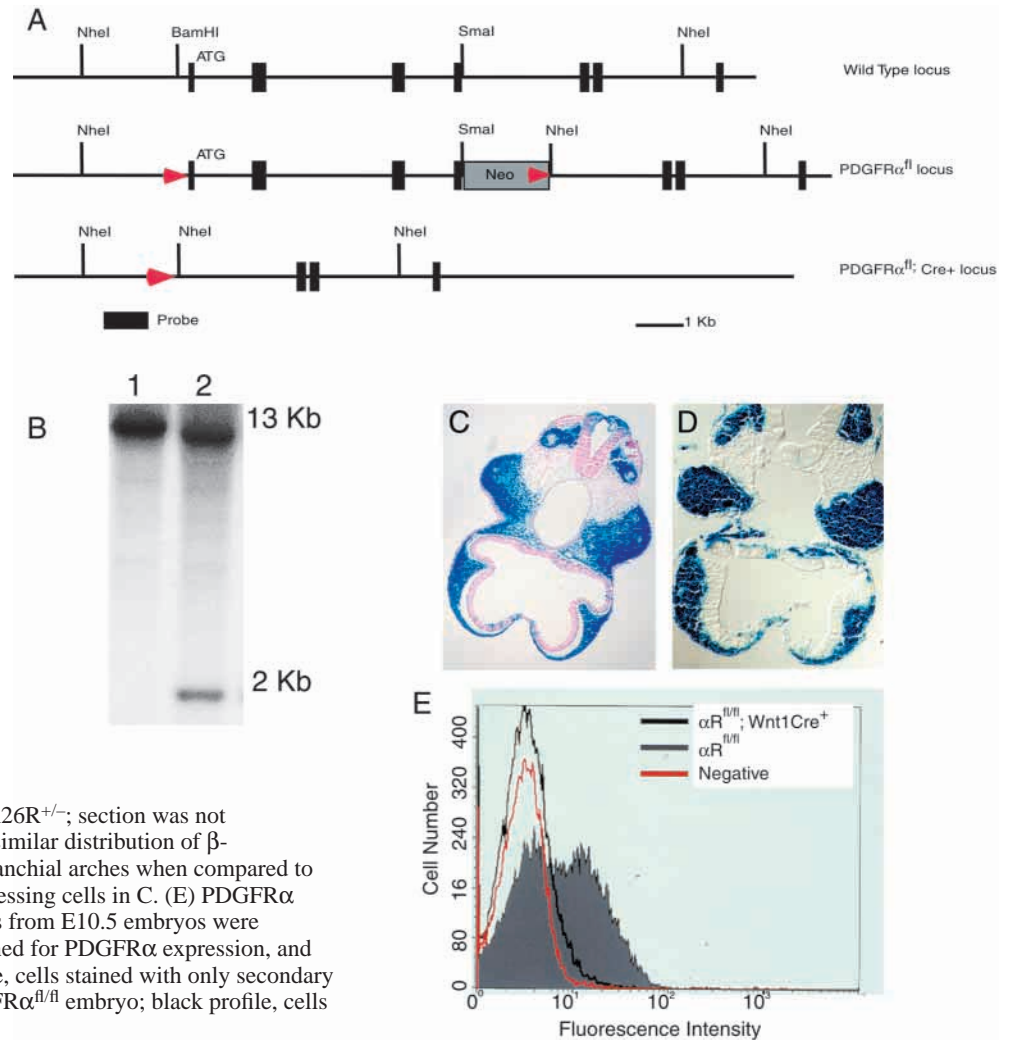 A
NheI BamHI SmaI NheI
ATG
Wild Type locus
NheI SmaI NheI NheI
ATG
Neo
PDGFRα^fl locus
NheI NheI NheI
PDGFRα^fl; Cre+ locus
Probe
1 Kb
B
1 2
13 Kb
2 Kb
C
D
E
αR^fl/fl; Wnt1Cre^+
αR^fl/fl
Negative
Cell Number
400
320
240
16
80
0
0 10^1 10^2 10^3
Fluorescence Intensity
26R^+/–; section was not
similar distribution of β-
anchial arches when compared to
essing cells in C. (E) PDGFRα
s from E10.5 embryos were
ned for PDGFRα expression, and
e, cells stained with only secondary
FRα^fl/fl embryo; black profile, cells